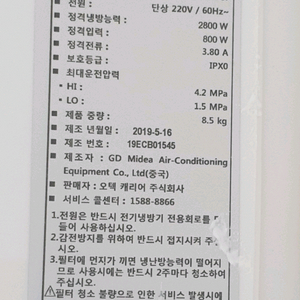 • 전원 : 단상 220V / 60Hz~
• 정격냉방능력 : 2800 W
• 정격입력 : 800 W
• 정격전류 : 3.80 A
• 보호등급 : IPX0
• 최대운전압력
HI : 4.2 MPa
LO : 1.5 MPa
• 제품 중량 : 8.5 kg
• 제조 년월일 : 2019-5-16
• 제조 번호 : 19ECB01545
• 제조자 : GD Midea Air-Conditioning
Equipment Co., Ltd(중국)
• 판매자 : 오텍 캐리어 주식회사
• 서비스 콜센터 : 1588-8866
1.전원은 반드시 전기냉방기 전용회로를 만
들어 사용하십시오.
2.감전방지를 위하여 반드시 접지시켜 주십
시오.
3.필터에 먼지가 끼면 냉난방능력이 떨어지
므로 사용시에는 반드시 2주마다 청소하여
주십시오.
필터 청소 불량으로 인한 서비스 발생시에